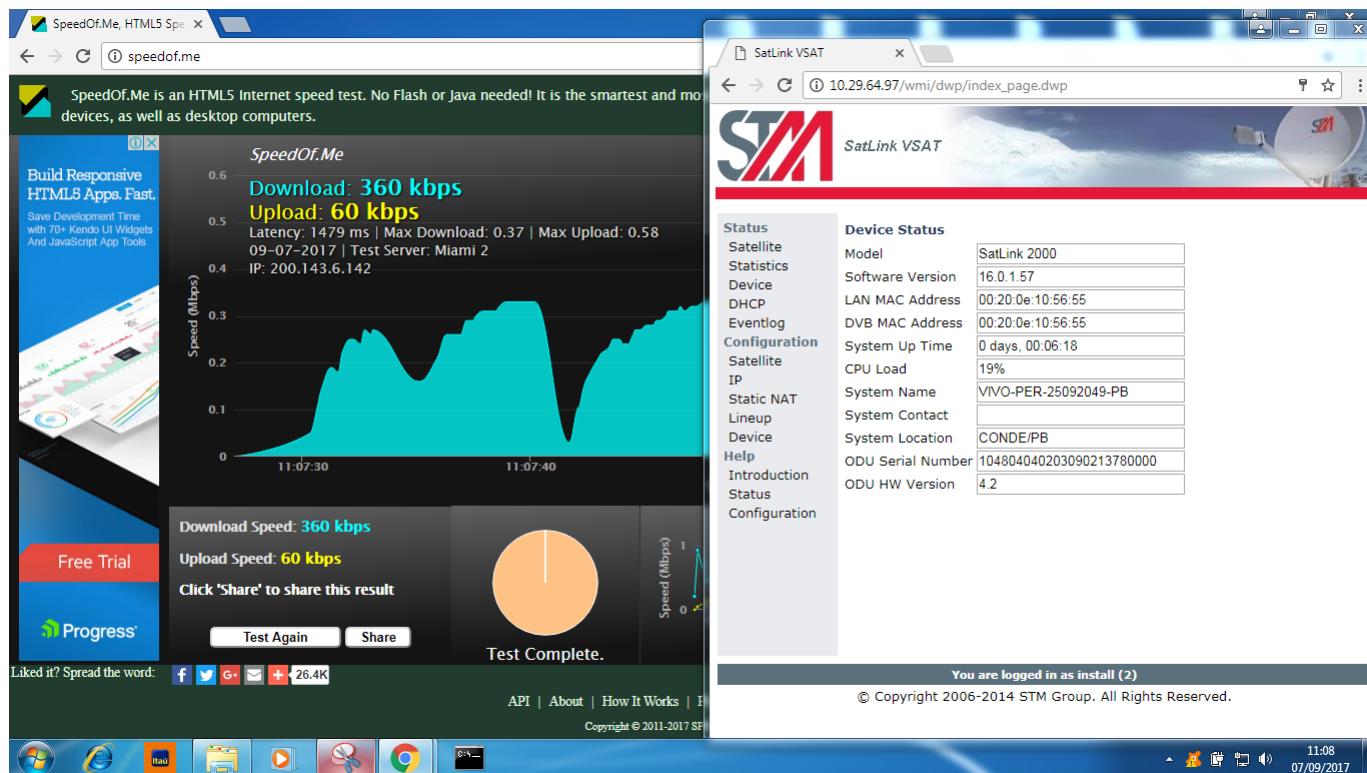 SpeedOf.Me, HTML5 Spe
speedof.me
SpeedOf.Me is an HTML5 Internet speed test. No Flash or Java needed! It is the smartest and mo
devices, as well as desktop computers.
Build Responsive
HTML5 Apps. Fast.
Save Development Time
with 70+ Kendo UI Widgets
And JavaScript App Tools
Free Trial
Progress
SpeedOf.Me
Download: 360 kbps
Upload: 60 kbps
Latency: 1479 ms | Max Download: 0.37 | Max Upload: 0.58
09-07-2017 | Test Server: Miami 2
IP: 200.143.6.142
Speed (Mbps)
0.6
0.5
0.4
0.3
0.2
0.1
0
11:07:30
11:07:40
Download Speed: 360 kbps
Upload Speed: 60 kbps
Click 'Share' to share this result
Test Again
Share
Test Complete.
Speed (Mbps)
1
0
Liked it? Spread the word:
26.4K
API | About | How It Works |
Copyright © 2011-2017 SP
SatLink VSAT
10.29.64.97/wmi/dwp/index_page.dwp
STM
SatLink VSAT
STM
Status
Satellite
Statistics
Device
DHCP
Eventlog
Configuration
Satellite
IP
Static NAT
Lineup
Device
Help
Introduction
Status
Configuration
Device Status
Model SatLink 2000
Software Version 16.0.1.57
LAN MAC Address 00:20:0e:10:56:55
DVB MAC Address 00:20:0e:10:56:55
System Up Time 0 days, 00:06:18
CPU Load 19%
System Name VIVO-PER-25092049-PB
System Contact
System Location CONDE/PB
ODU Serial Number 104804040203090213780000
ODU HW Version 4.2
You are logged in as install (2)
© Copyright 2006-2014 STM Group. All Rights Reserved.
Itaú
C:\_
11:08
07/09/2017